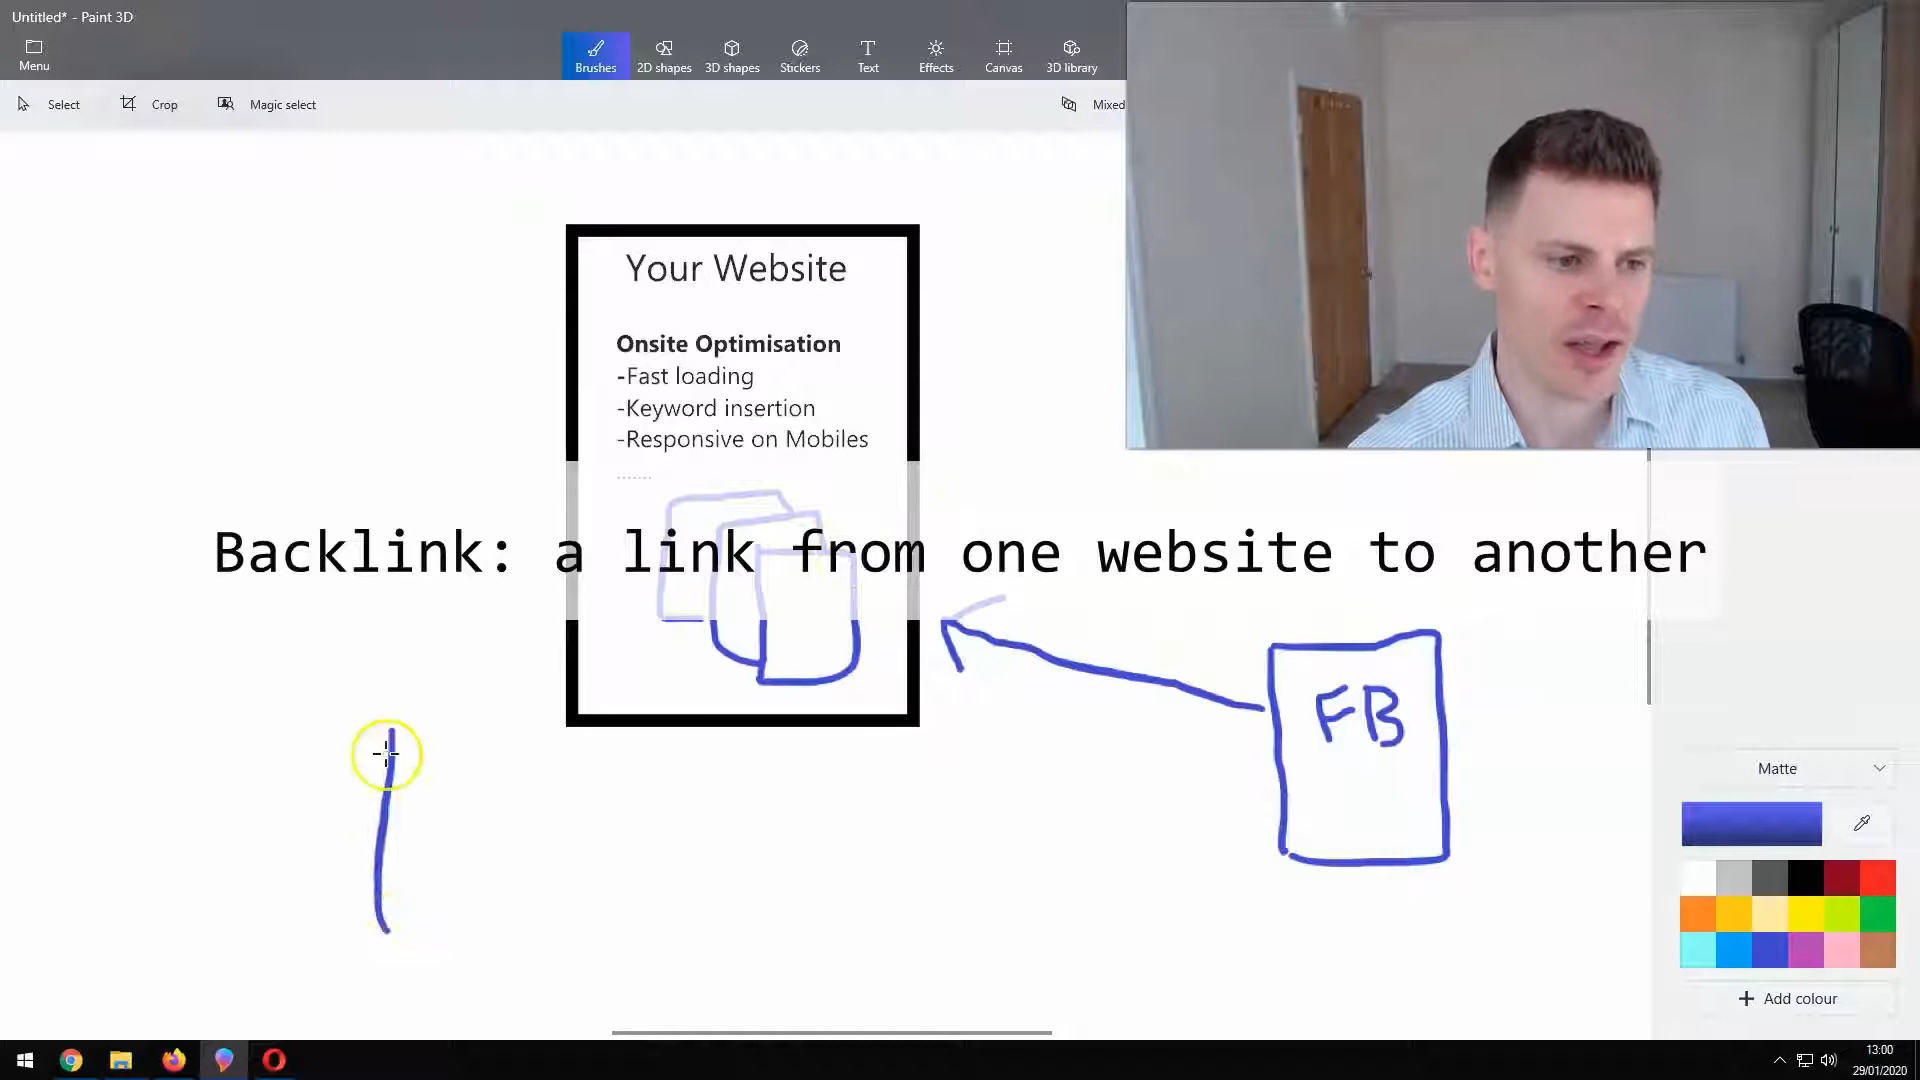 Untitled* - Paint 3D
Menu
Brushes
2D shapes
3D shapes
Stickers
Text
Effects
Canvas
3D library
Select
Crop
Magic select
Mixed
Your Website
Onsite Optimisation
-Fast loading
-Keyword insertion
-Responsive on Mobiles
.......
Backlink: a link from one website to another
FB
Matte
Add colour
13:00
29/01/2020